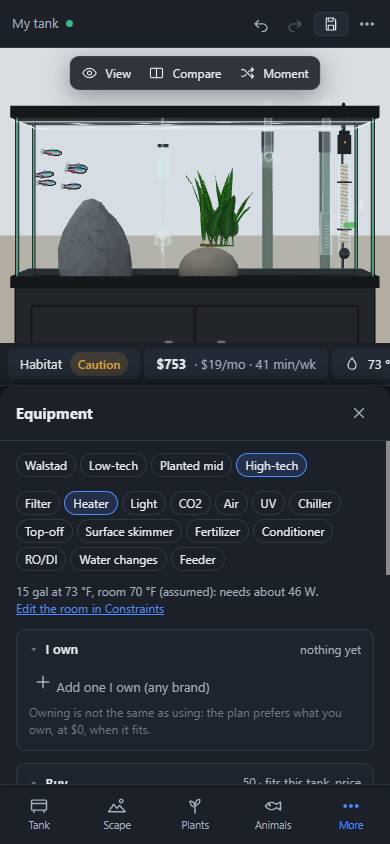 My tank
View Compare Moment
Habitat Caution $753 · $19/mo · 41 min/wk 73 °
Equipment
Walstad Low-tech Planted mid High-tech
Filter Heater Light CO2 Air UV Chiller
Top-off Surface skimmer Fertilizer Conditioner
RO/DI Water changes Feeder
15 gal at 73 °F, room 70 °F (assumed): needs about 46 W.
Edit the room in Constraints
I own nothing yet
Add one I own (any brand)
Owning is not the same as using: the plan prefers what you
own, at $0, when it fits.
Buy 50 · fits this tank, price
Tank Scape Plants Animals More